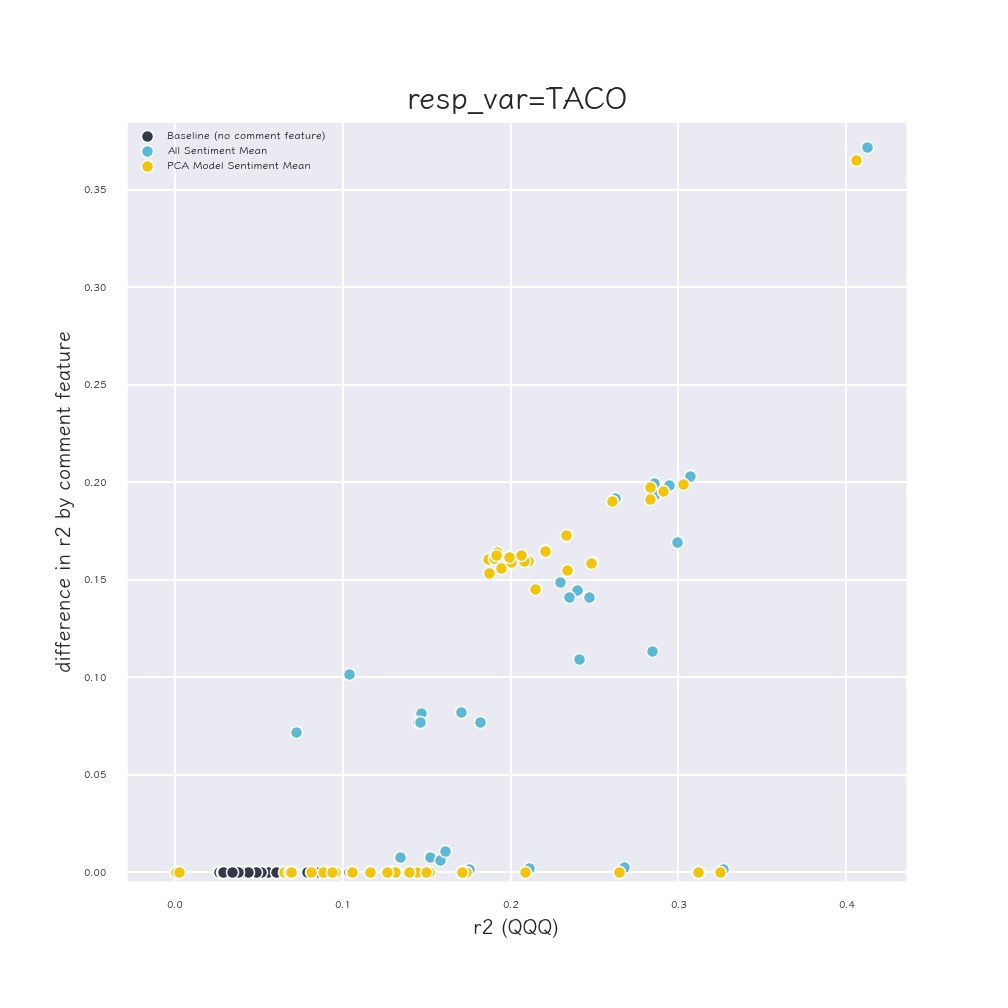 resp_var=TACO
Baseline (no comment feature)
All Sentiment Mean
PCA Model Sentiment Mean
0.35
0.30
0.25
0.20
0.15
0.10
0.05
0.00
difference in r2 by comment feature
0.0 0.1 0.2 0.3 0.4
r2 (QQQ)